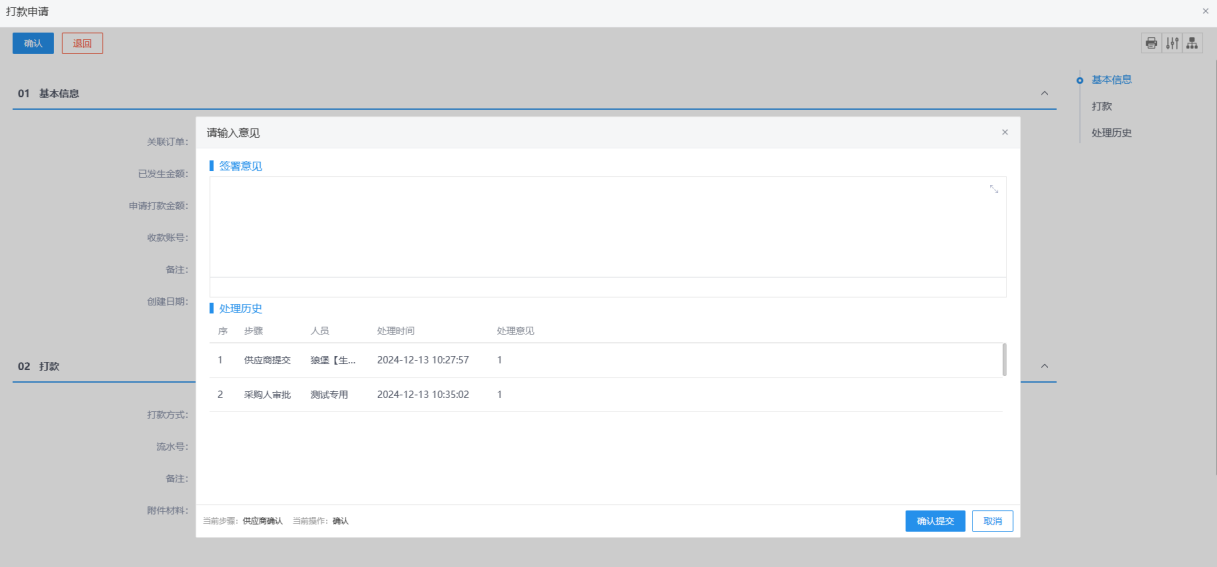 打款申请
确认 退回
基本信息
打款
处理历史
01 基本信息
关联订单:
已发生金额:
申请打款金额:
收款账号:
备注:
创建日期:
02 打款
打款方式:
流水号:
备注:
附件材料:
请输入意见
签署意见
处理历史
序 步骤 人员 处理时间 处理意见
1 供应商提交 狼堡【生... 2024-12-13 10:27:57 1
2 采购人审批 测试专用 2024-12-13 10:35:02 1
当前步骤: 供应商确认 当前操作: 确认
确认提交 取消